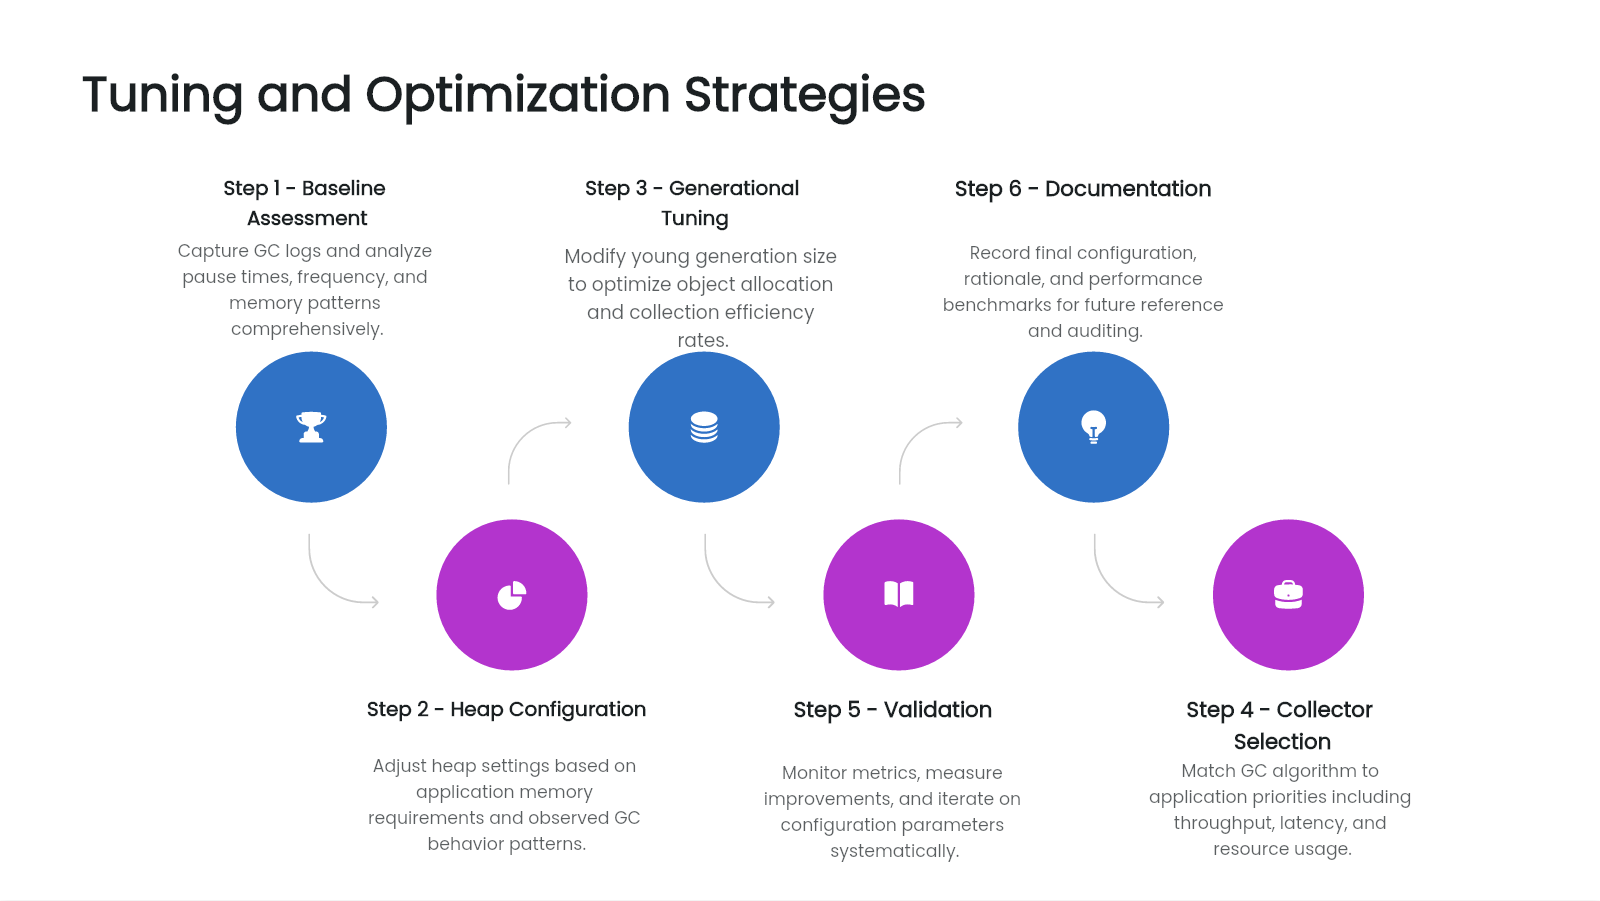 Tuning and Optimization Strategies
Step 1 - Baseline
Assessment
Capture GC logs and analyze
pause times, frequency, and
memory patterns
comprehensively.
Step 3 - Generational
Tuning
Modify young generation size
to optimize object allocation
and collection efficiency
rates.
Step 6 - Documentation
Record final configuration,
rationale, and performance
benchmarks for future reference
and auditing.
Step 2 - Heap Configuration
Adjust heap settings based on
application memory
requirements and observed GC
behavior patterns.
Step 5 - Validation
Monitor metrics, measure
improvements, and iterate on
configuration parameters
systematically.
Step 4 - Collector
Selection
Match GC algorithm to
application priorities including
throughput, latency, and
resource usage.